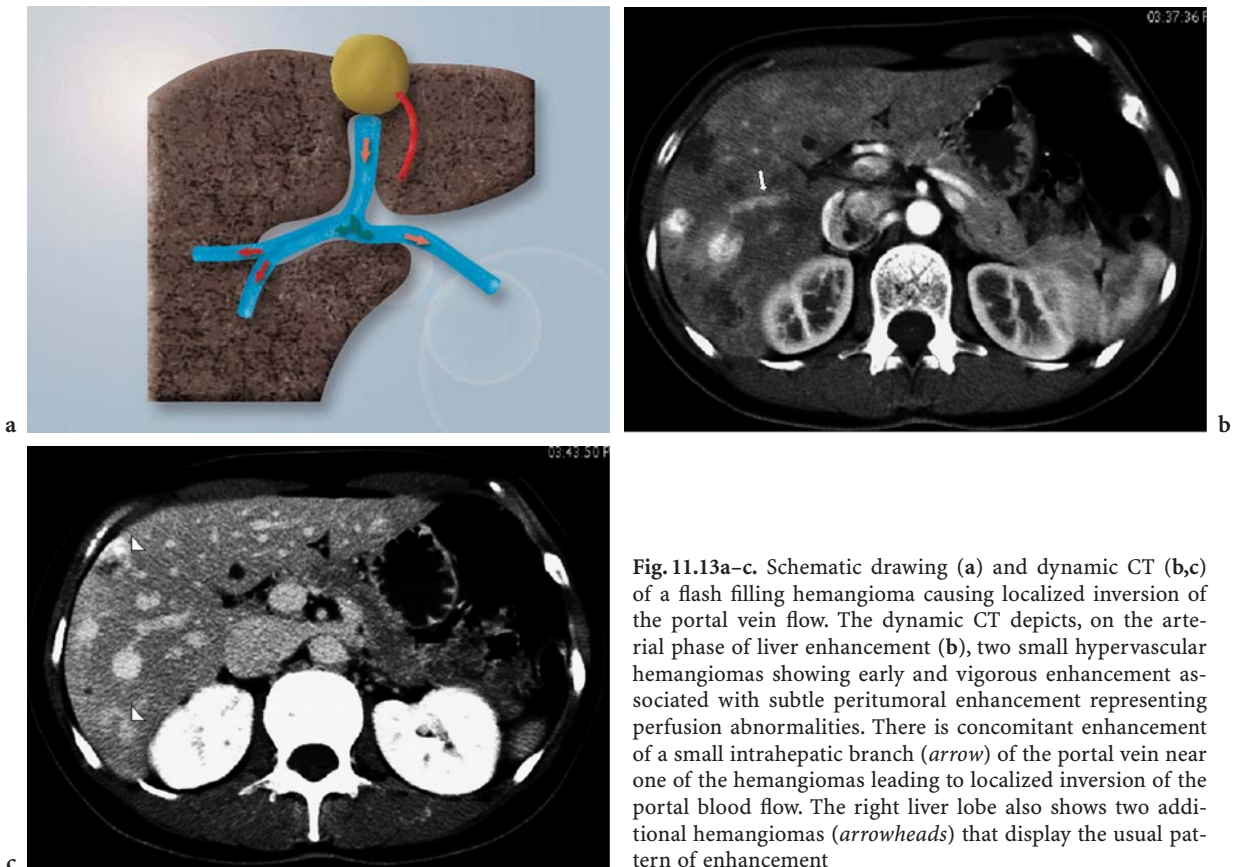 03:37:36 F
a
b
03:43:50 F
c
Fig. 11.13a–c. Schematic drawing (a) and dynamic CT (b,c)
of a flash filling hemangioma causing localized inversion of
the portal vein flow. The dynamic CT depicts, on the arte-
rial phase of liver enhancement (b), two small hypervascular
hemangiomas showing early and vigorous enhancement as-
sociated with subtle peritumoral enhancement representing
perfusion abnormalities. There is concomitant enhancement
of a small intrahepatic branch (arrow) of the portal vein near
one of the hemangiomas leading to localized inversion of the
portal blood flow. The right liver lobe also shows two addi-
tional hemangiomas (arrowheads) that display the usual pat-
tern of enhancement